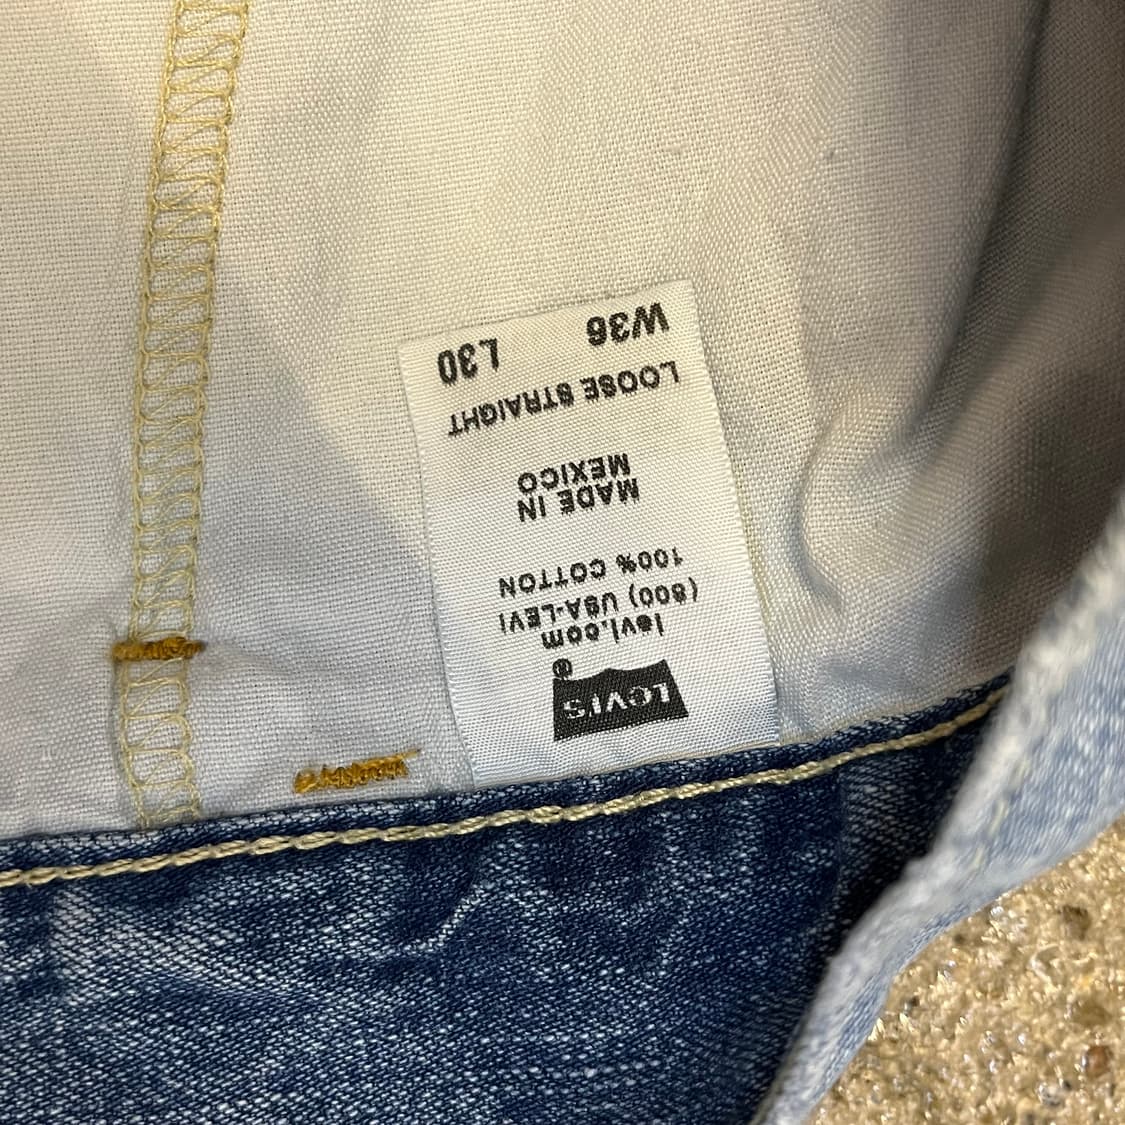 LEVI'S ®
levi.com
(800) USA-LEVI
100% COTTON
MADE IN
MEXICO
LOOSE STRAIGHT
W36 L30